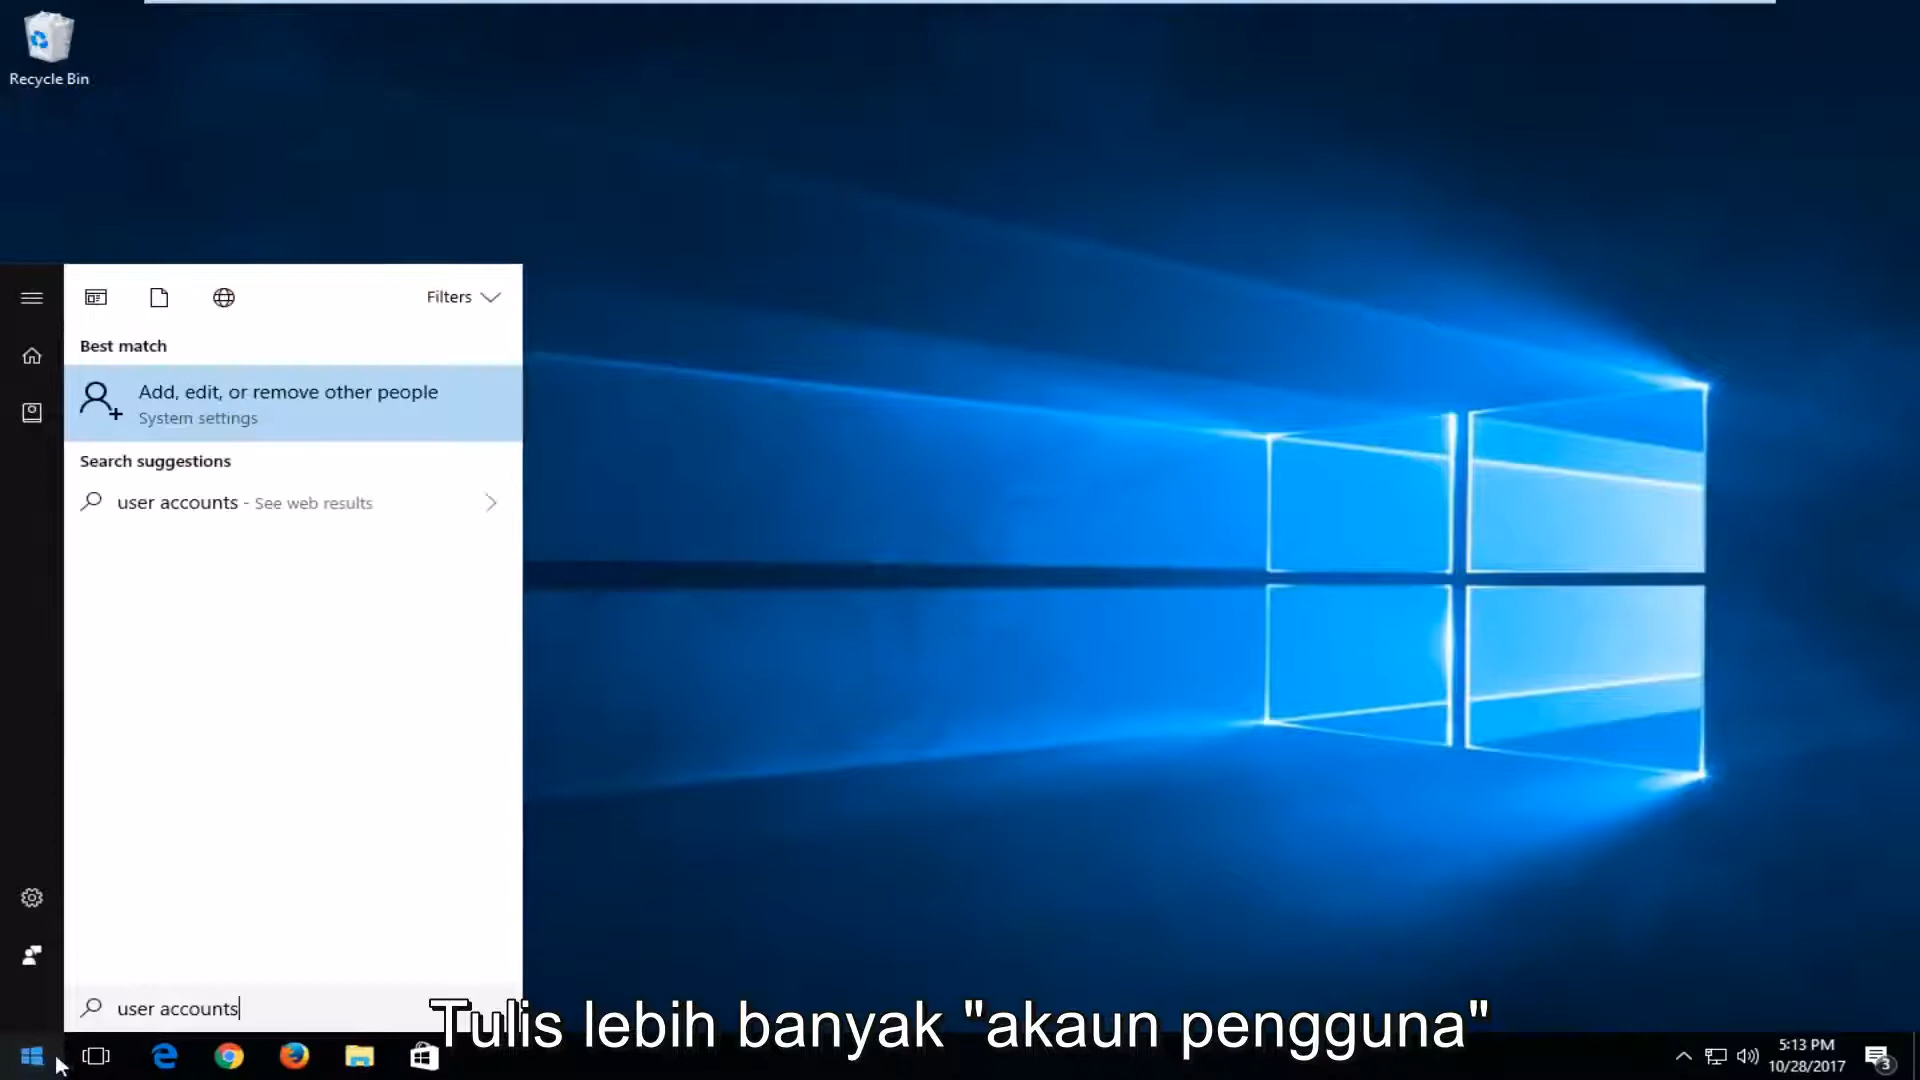 Recycle Bin
Filters
Best match
Add, edit, or remove other people
System settings
Search suggestions
user accounts - See web results
user accounts
Tulis lebih banyak "akaun pengguna"
5:13 PM
10/28/2017
3